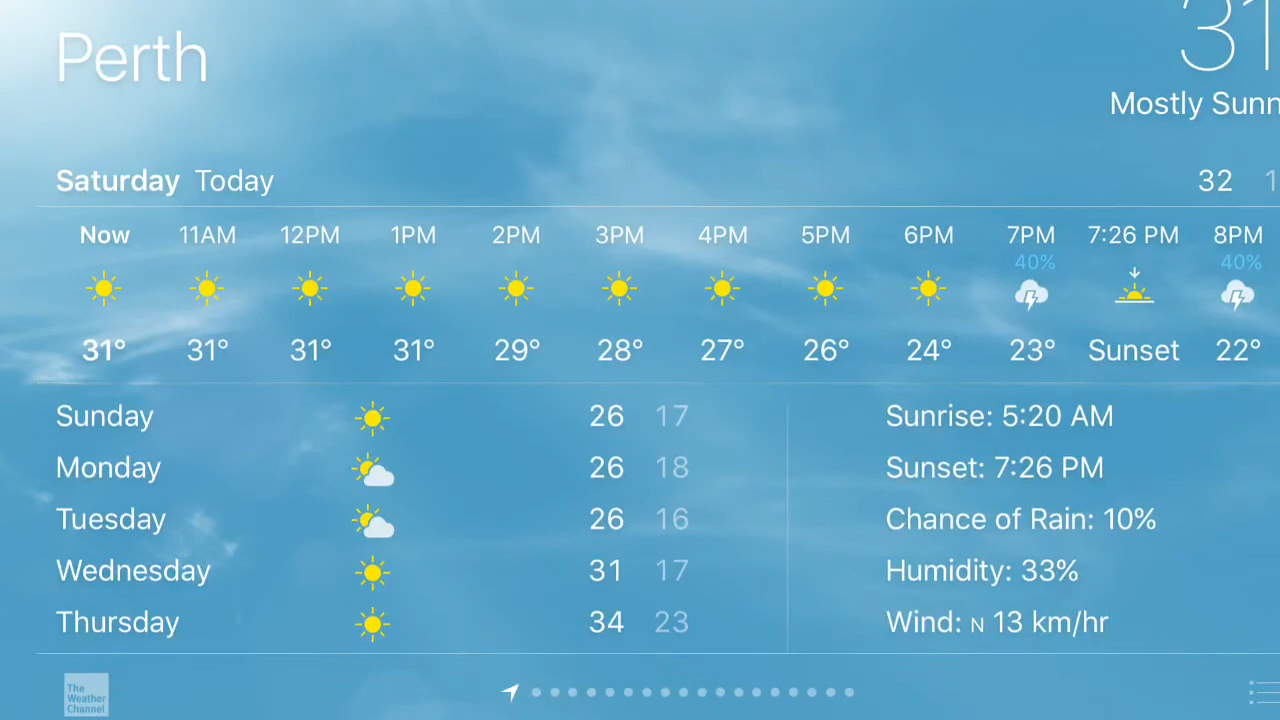 Perth
31
Mostly Sunn
Saturday Today 32 1
Now 11AM 12PM 1PM 2PM 3PM 4PM 5PM 6PM 7PM 7:26 PM 8PM
40% 40%
31° 31° 31° 31° 29° 28° 27° 26° 24° 23° Sunset 22°
Sunday 26 17
Monday 26 18
Tuesday 26 16
Wednesday 31 17
Thursday 34 23
Sunrise: 5:20 AM
Sunset: 7:26 PM
Chance of Rain: 10%
Humidity: 33%
Wind: N 13 km/hr
The
Weather
Channel